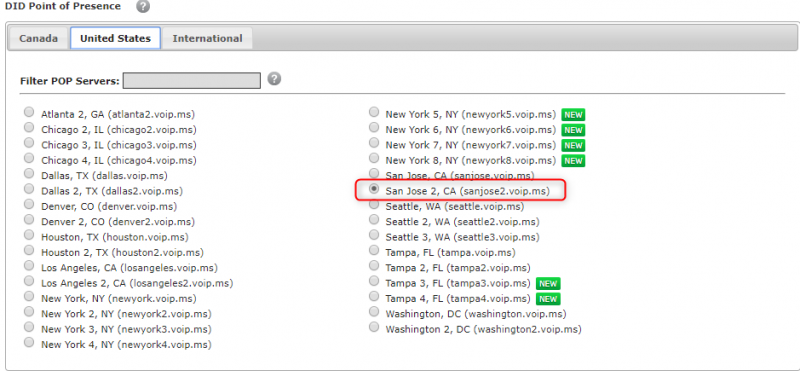 DID Point of Presence ?
Canada United States International
Filter POP Servers: ?
Atlanta 2, GA (atlanta2.voip.ms)
Chicago 2, IL (chicago2.voip.ms)
Chicago 3, IL (chicago3.voip.ms)
Chicago 4, IL (chicago4.voip.ms)
Dallas, TX (dallas.voip.ms)
Dallas 2, TX (dallas2.voip.ms)
Denver, CO (denver.voip.ms)
Denver 2, CO (denver2.voip.ms)
Houston, TX (houston.voip.ms)
Houston 2, TX (houston2.voip.ms)
Los Angeles, CA (losangeles.voip.ms)
Los Angeles 2, CA (losangeles2.voip.ms)
New York, NY (newyork.voip.ms)
New York 2, NY (newyork2.voip.ms)
New York 3, NY (newyork3.voip.ms)
New York 4, NY (newyork4.voip.ms)
New York 5, NY (newyork5.voip.ms) NEW
New York 6, NY (newyork6.voip.ms) NEW
New York 7, NY (newyork7.voip.ms) NEW
New York 8, NY (newyork8.voip.ms) NEW
San Jose, CA (sanjose.voip.ms)
San Jose 2, CA (sanjose2.voip.ms)
Seattle, WA (seattle.voip.ms)
Seattle 2, WA (seattle2.voip.ms)
Seattle 3, WA (seattle3.voip.ms)
Tampa, FL (tampa.voip.ms)
Tampa 2, FL (tampa2.voip.ms)
Tampa 3, FL (tampa3.voip.ms) NEW
Tampa 4, FL (tampa4.voip.ms) NEW
Washington, DC (washington.voip.ms)
Washington 2, DC (washington2.voip.ms)